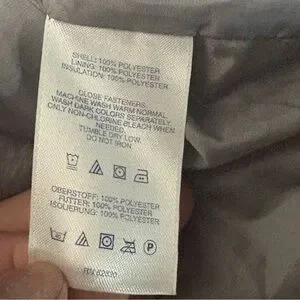 SHELL: 100% POLYESTER
LINING: 100% POLYESTER
INSULATION: 100% POLYESTER
CLOSE FASTENERS.
MACHINE WASH WARM NORMAL.
WASH DARK COLORS SEPARATELY.
ONLY NON-CHLORINE BLEACH WHEN
NEEDED.
TUMBLE DRY LOW.
DO NOT IRON
OBERSTOFF: 100% POLYESTER
FUTTER: 100% POLYESTER
ISOLIERUNG: 100% POLYESTER
P